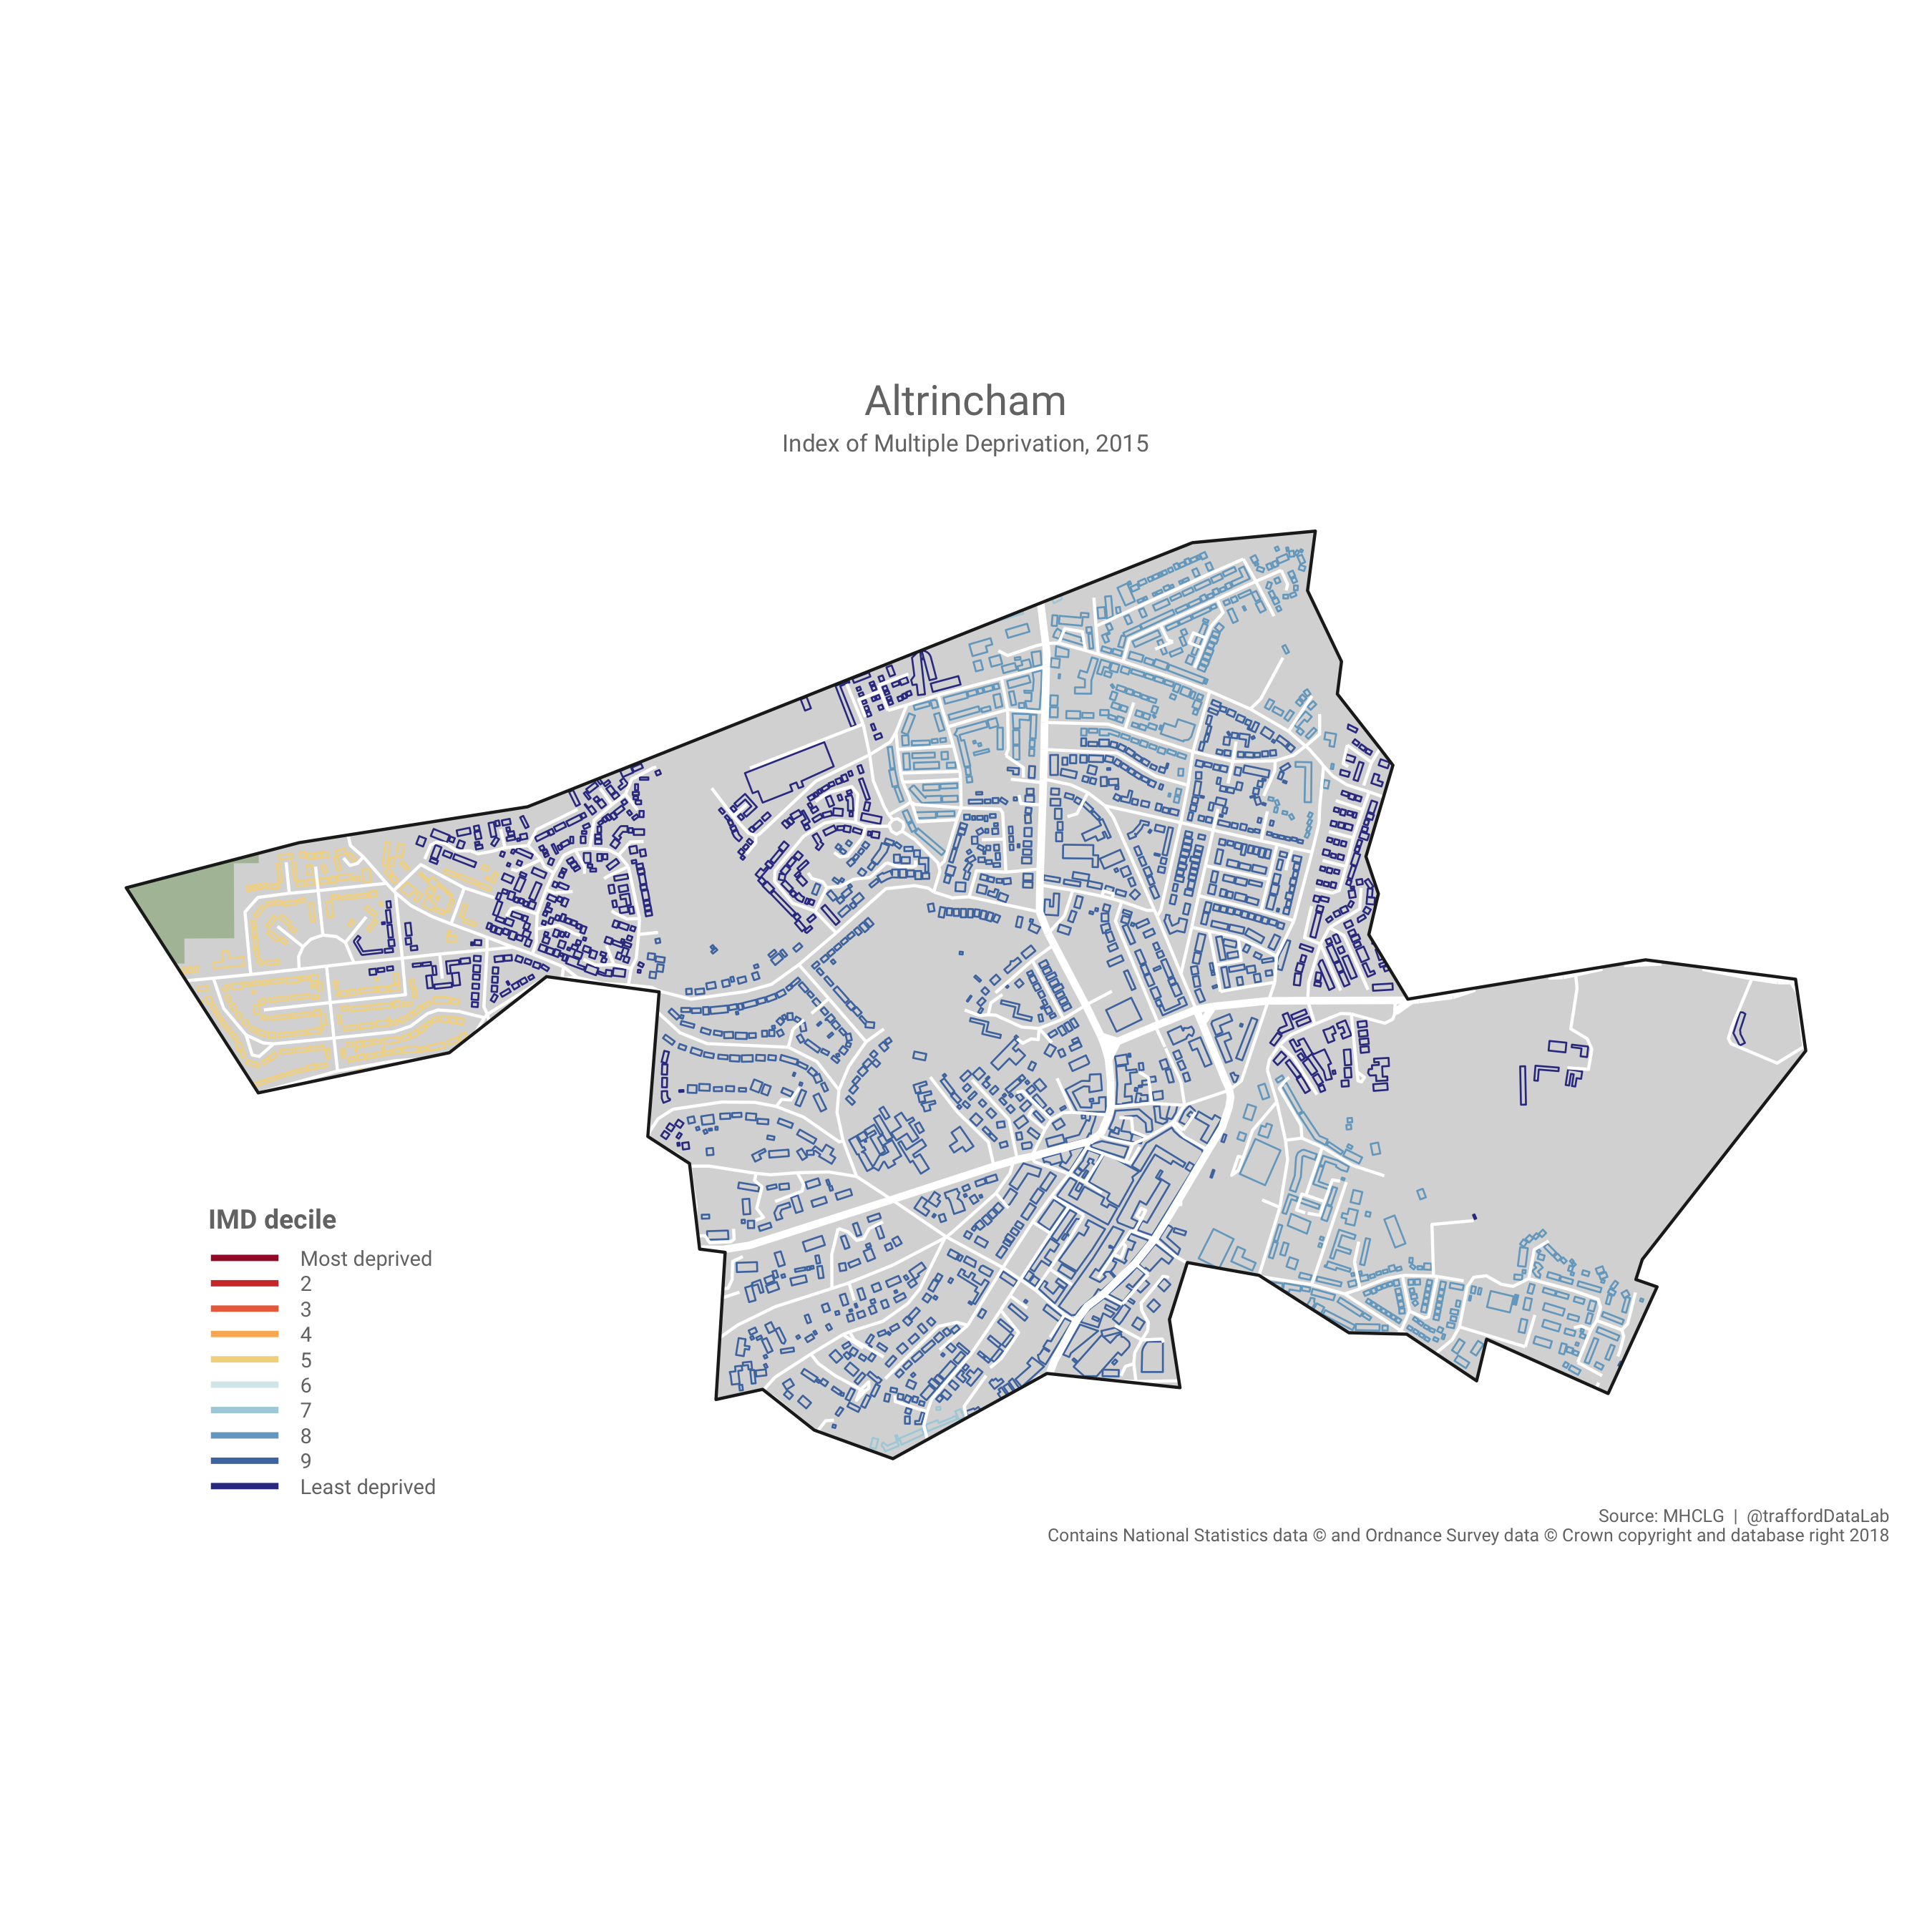 Altrincham
Index of Multiple Deprivation, 2015
IMD decile
Most deprived
2
3
4
5
6
7
8
9
Least deprived
Source: MHCLG | @traffordDataLab
Contains National Statistics data © and Ordnance Survey data © Crown copyright and database right 2018